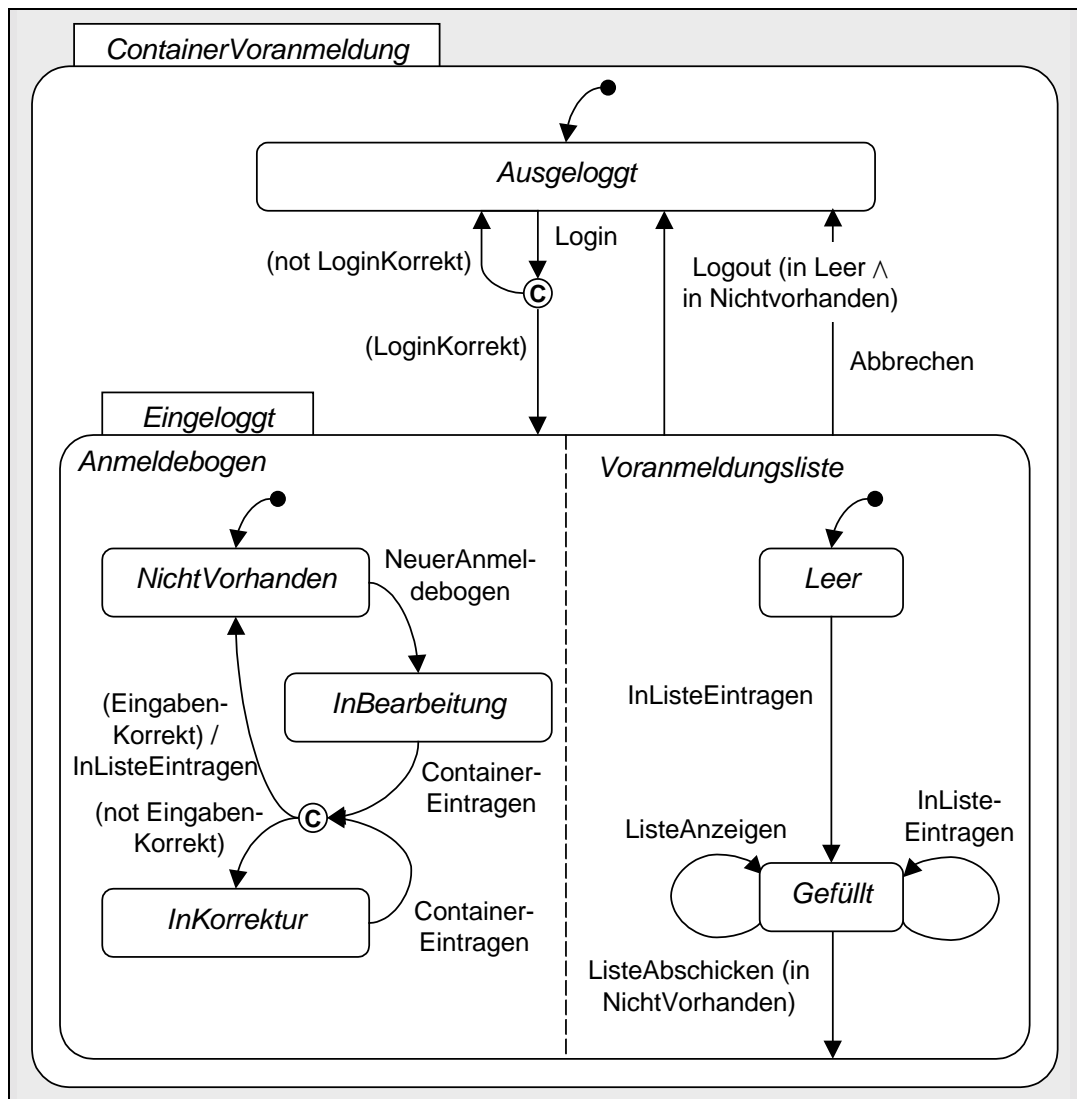 ContainerVoranmeldung
Ausgeloggt
Login
(not LoginKorrekt)
C
(LoginKorrekt)
Logout (in Leer ∧
in Nichtvorhanden)
Abbrechen
Eingeloggt
Anmeldebogen
Voranmeldungsliste
NichtVorhanden
NeuerAnmel-
debogen
Leer
InBearbeitung
(Eingaben-
Korrekt) /
InListeEintragen
InListeEintragen
Container-
Eintragen
(not Eingaben-
Korrekt)
C
ListeAnzeigen
InListe-
Eintragen
Gefüllt
InKorrektur
Container-
Eintragen
ListeAbschicken (in
NichtVorhanden)